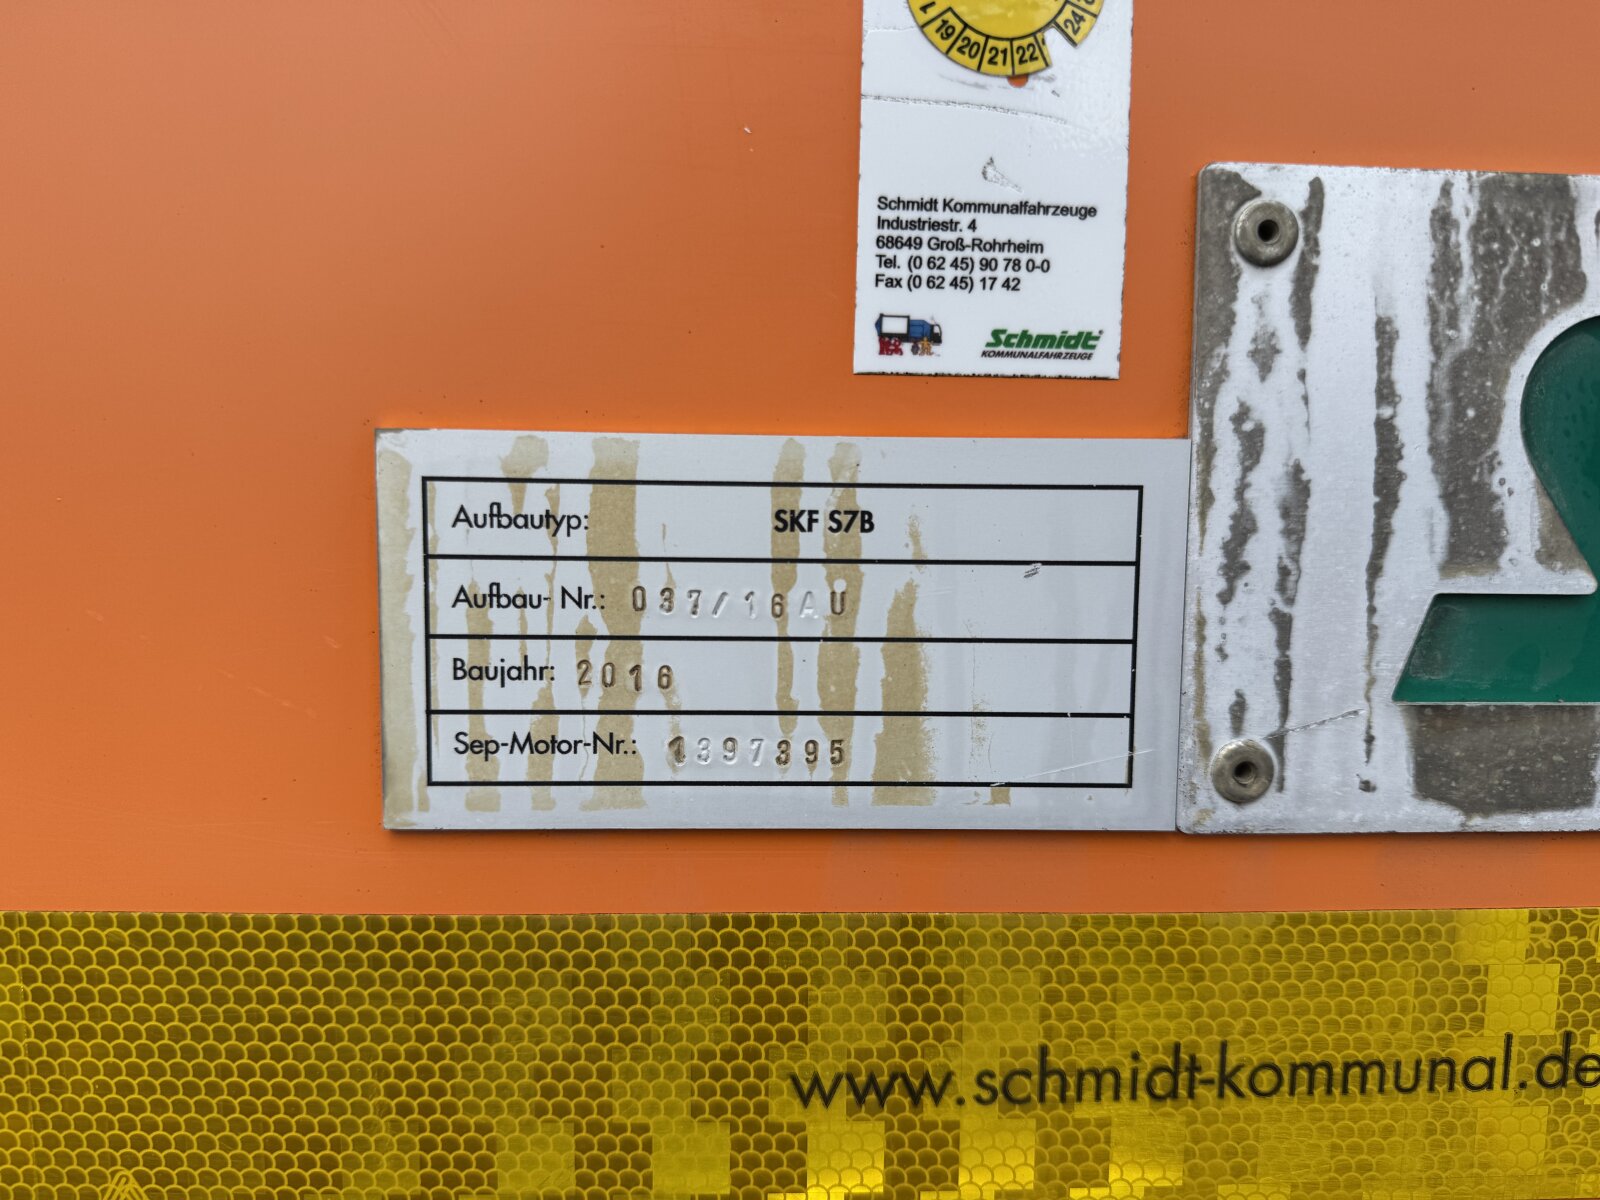 19 20 21 22 24
Schmidt Kommunalfahrzeuge
Industriestr. 4
68649 Groß-Rohrheim
Tel. (0 62 45) 90 78 0-0
Fax (0 62 45) 17 42
Schmidt
KOMMUNALFAHRZEUGE
Aufbautyp: SKF S7B
Aufbau- Nr.: 037/16AU
Baujahr: 2016
Sep-Motor-Nr.: 1397395
www.schmidt-kommunal.de